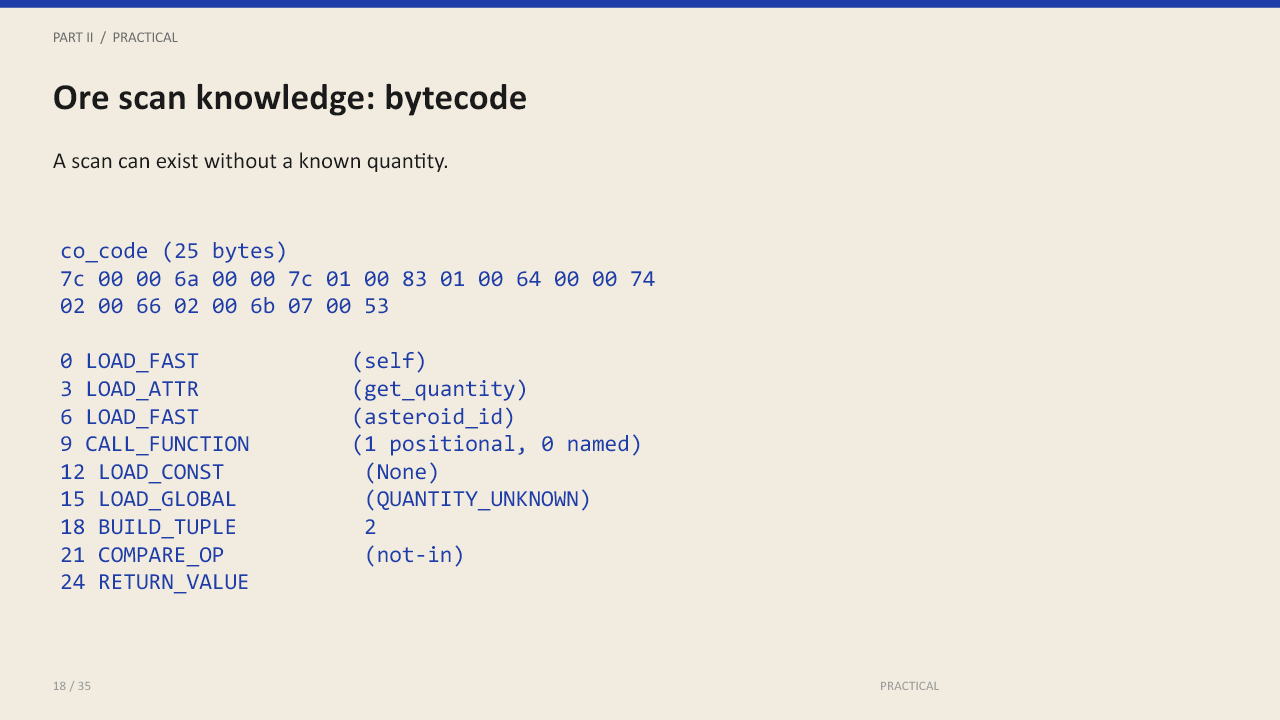 PART II / PRACTICAL
Ore scan knowledge: bytecode
A scan can exist without a known quantity.
co_code (25 bytes)
7c 00 00 6a 00 00 7c 01 00 83 01 00 64 00 00 74
02 00 66 02 00 6b 07 00 53
0 LOAD_FAST (self)
3 LOAD_ATTR (get_quantity)
6 LOAD_FAST (asteroid_id)
9 CALL_FUNCTION (1 positional, 0 named)
12 LOAD_CONST (None)
15 LOAD_GLOBAL (QUANTITY_UNKNOWN)
18 BUILD_TUPLE 2
21 COMPARE_OP (not-in)
24 RETURN_VALUE
18 / 35
PRACTICAL